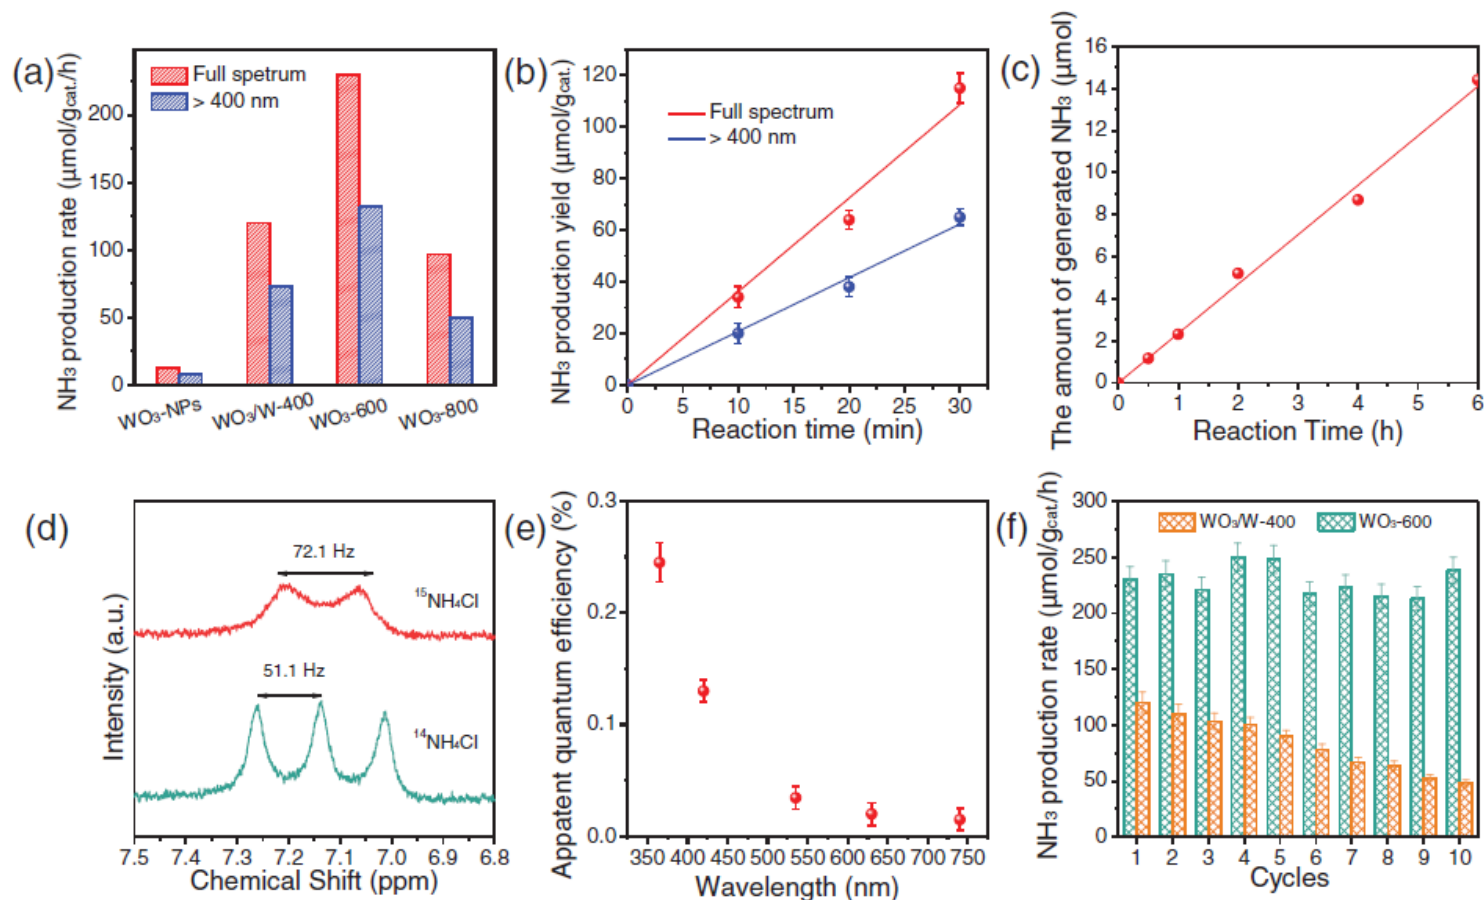 (a)
Full spetrum
> 400 nm
NH₃ production rate (μmol/gcat./h)
200
150
100
50
0
WO₃-NPs
WO₃/W-400
WO₃-600
WO₃-800
(b)
Full spectrum
> 400 nm
NH₃ production yield (μmol/gcat.)
120
100
80
60
40
20
0
0 5 10 15 20 25 30
Reaction time (min)
(c)
The amount of generated NH₃ (μmol)
16
14
12
10
8
6
4
2
0
0 1 2 3 4 5 6
Reaction Time (h)
(d)
72.1 Hz
¹⁵NH₄Cl
51.1 Hz
¹⁴NH₄Cl
Intensity (a.u.)
7.5 7.4 7.3 7.2 7.1 7.0 6.9 6.8
Chemical Shift (ppm)
(e)
Appatent quantum efficiency (%)
0.3
0.2
0.1
0.0
350 400 450 500 550 600 650 700 750
Wavelength (nm)
(f)
WO₃/W-400
WO₃-600
NH₃ production rate (μmol/gcat/h)
300
250
200
150
100
50
0
1 2 3 4 5 6 7 8 9 10
Cycles